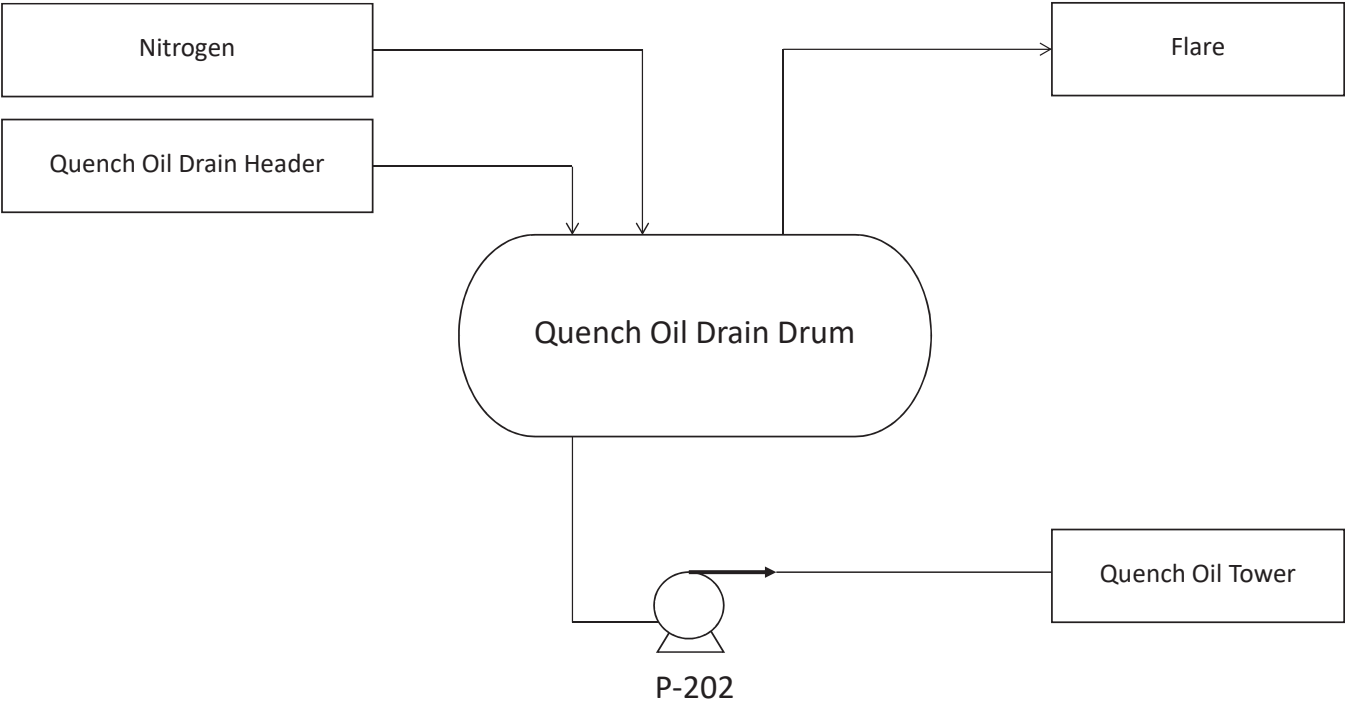 Nitrogen
Flare
Quench Oil Drain Header
Quench Oil Drain Drum
Quench Oil Tower
P-202